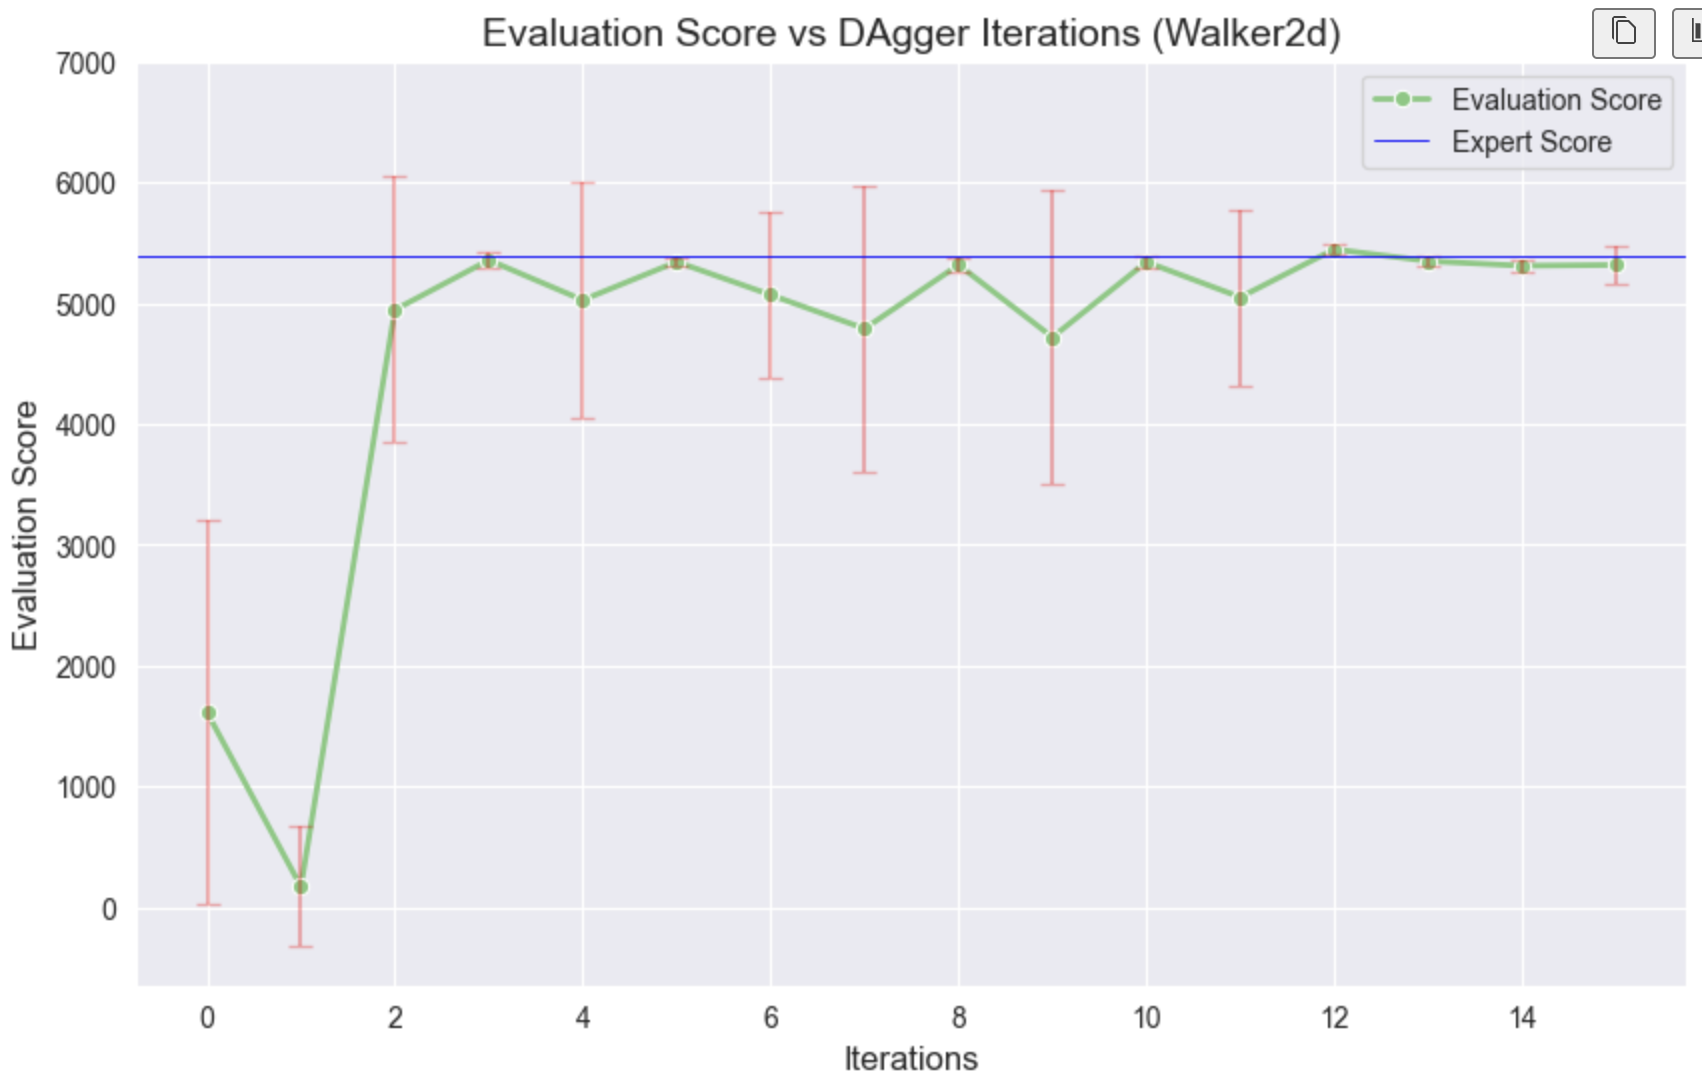 Evaluation Score vs DAgger Iterations (Walker2d)
Evaluation Score
Expert Score
7000
6000
5000
4000
3000
2000
1000
0
Evaluation Score
0 2 4 6 8 10 12 14
Iterations